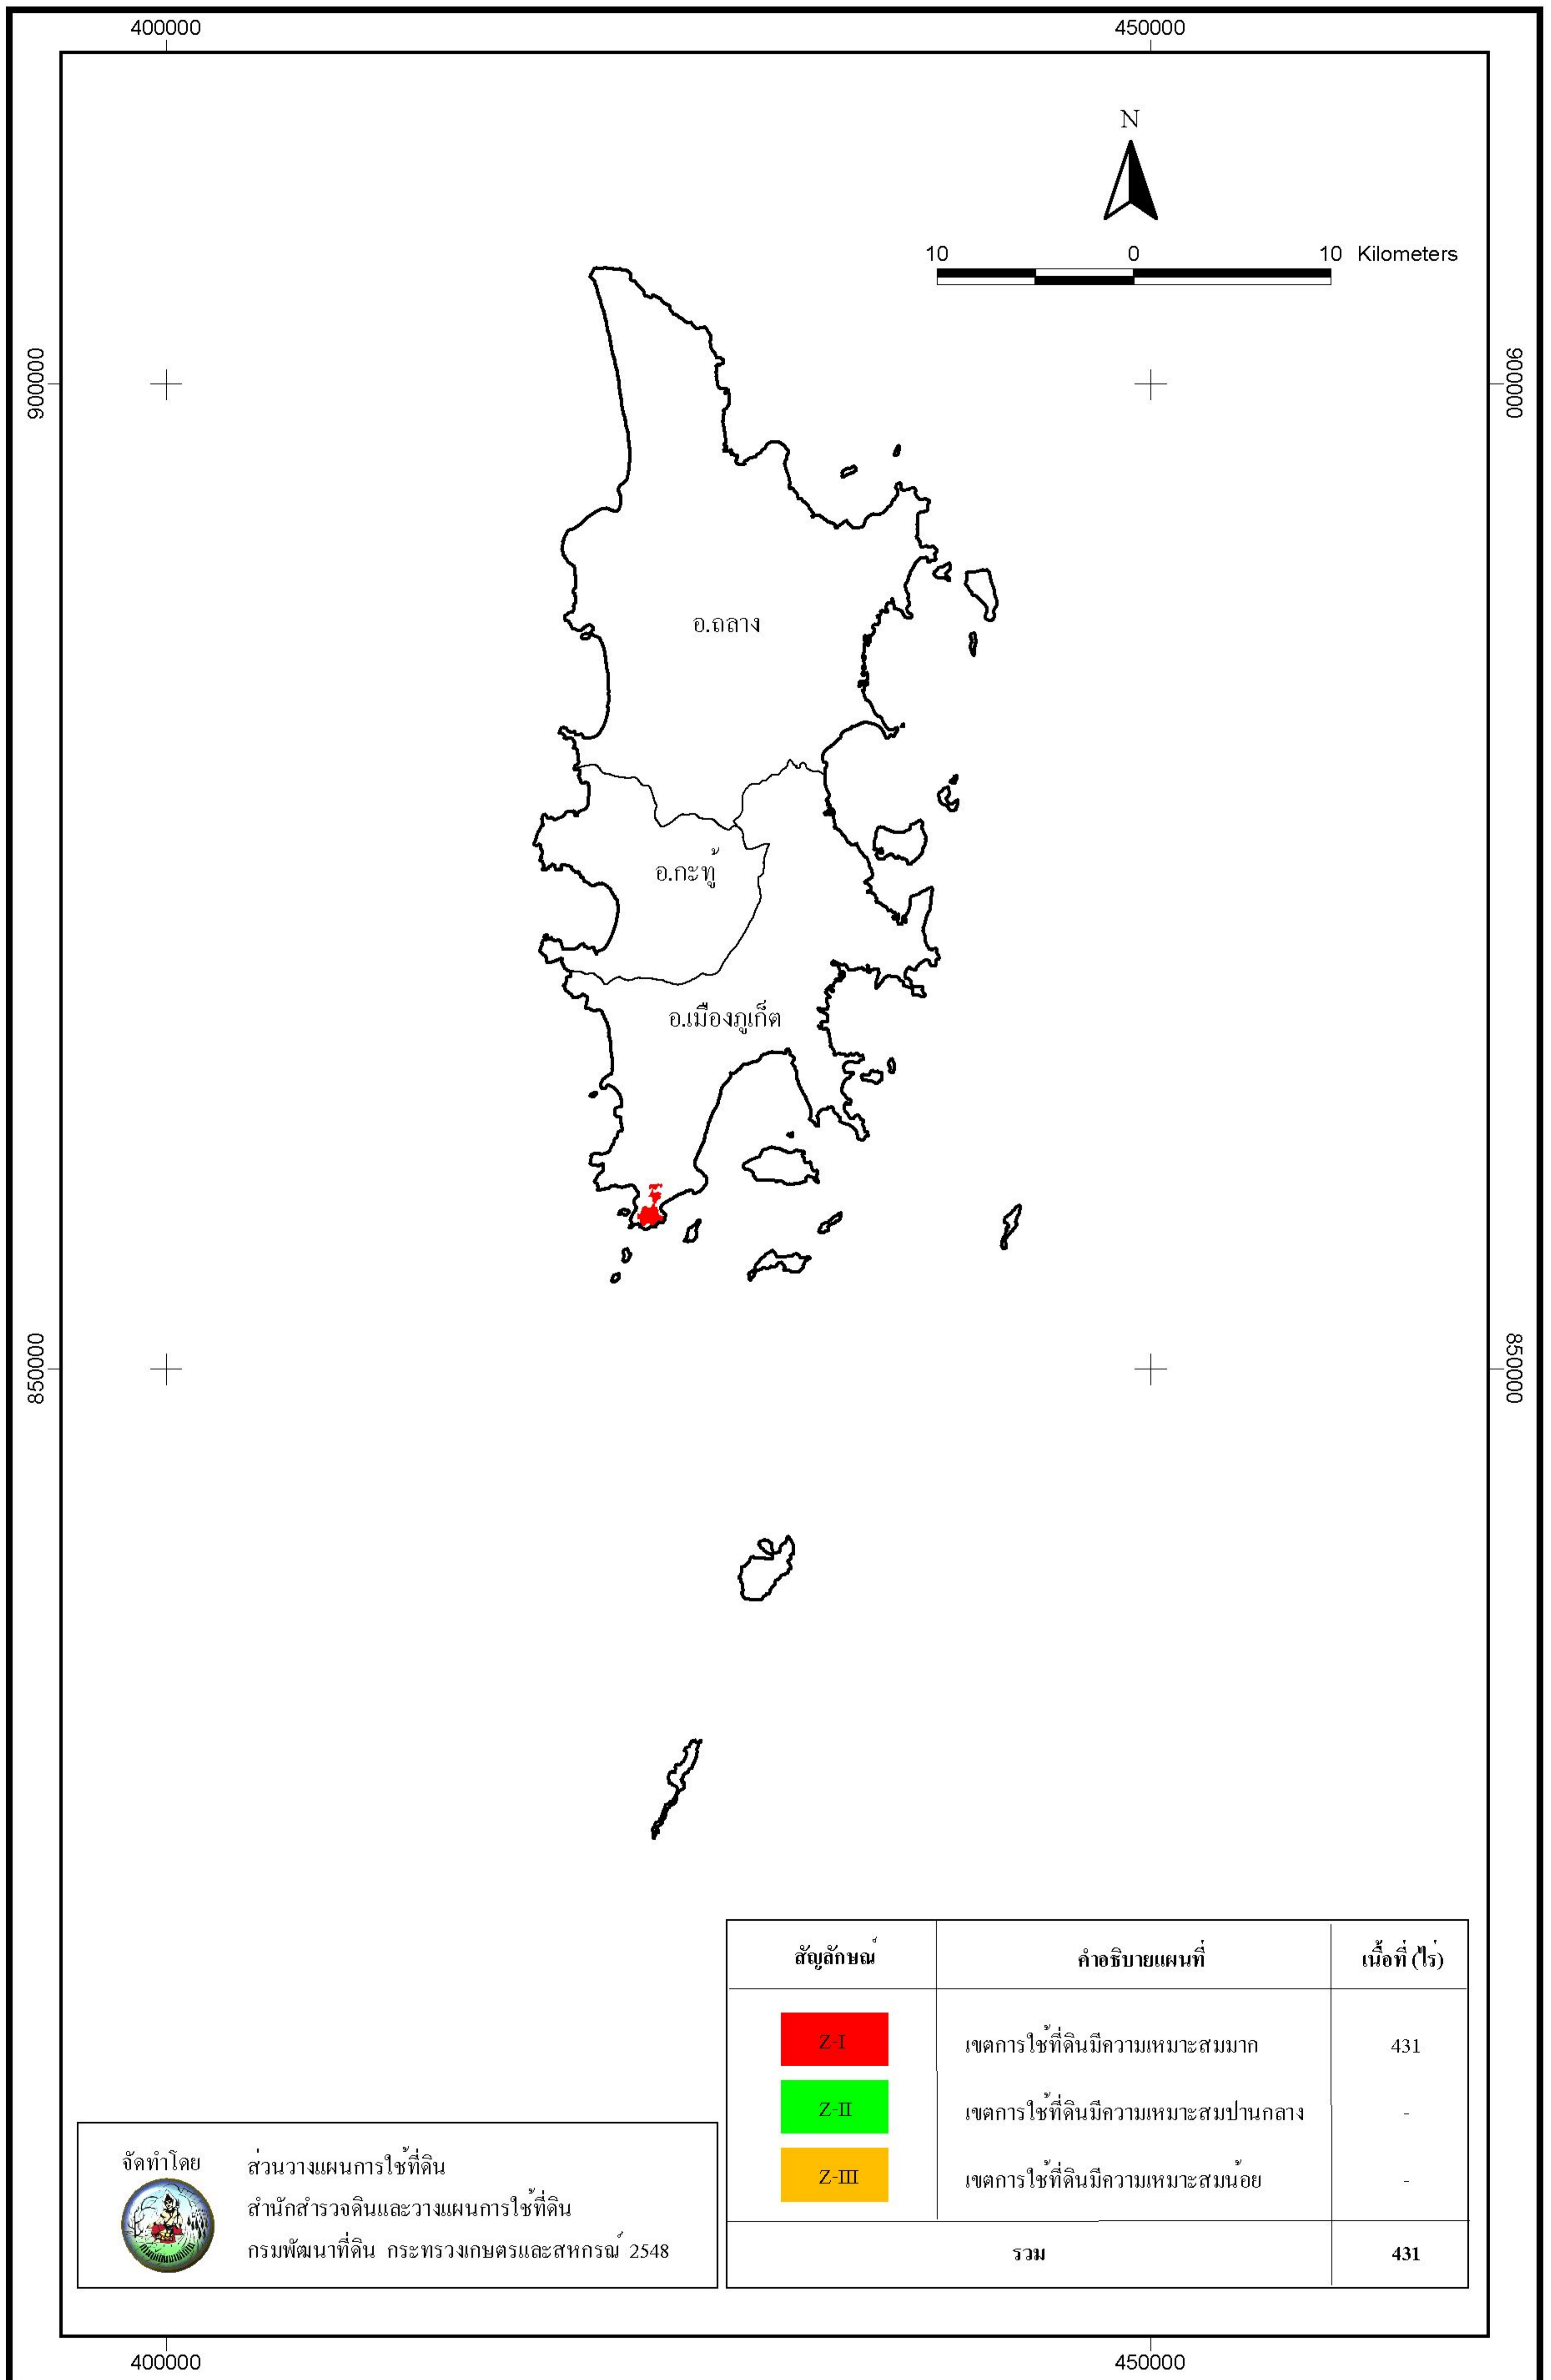 400000 450000
N
10 0 10 Kilometers
900000 900000
อ.ถลาง
อ.กะทู้
อ.เมืองภูเก็ต
850000 850000
สัญลักษณ์ คำอธิบายแผนที่ เนื้อที่ (ไร่)
Z-I เขตการใช้ที่ดินมีความเหมาะสมมาก 431
Z-II เขตการใช้ที่ดินมีความเหมาะสมปานกลาง -
Z-III เขตการใช้ที่ดินมีความเหมาะสมน้อย -
รวม 431
จัดทำโดย ส่วนวางแผนการใช้ที่ดิน
สำนักสำรวจดินและวางแผนการใช้ที่ดิน
กรมพัฒนาที่ดิน กระทรวงเกษตรและสหกรณ์ 2548
400000 450000